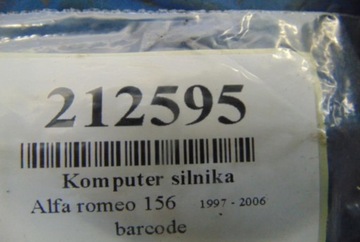 212595
Komputer silnika
Alfa romeo 156 1997 - 2006
barcode